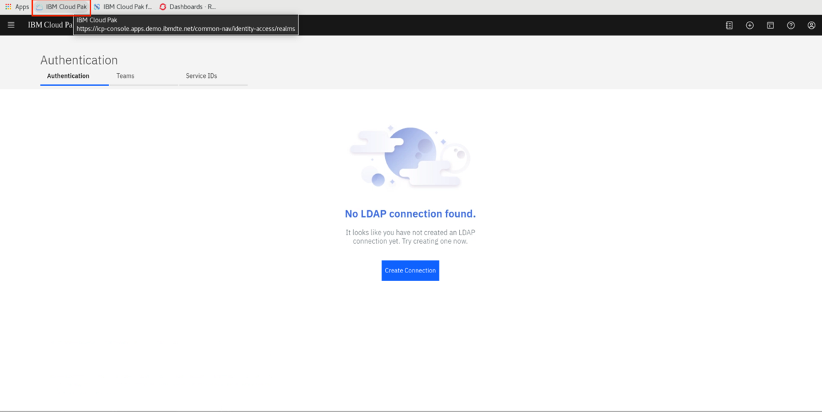 Apps IBM Cloud Pak IBM Cloud Pak f... Dashboards · R...
IBM Cloud Pa
IBM Cloud Pak
https://icp-console.apps.demo.ibmdte.net/common-nav/identity-access/realms
Authentication
Authentication Teams Service IDs
No LDAP connection found.
It looks like you have not created an LDAP
connection yet. Try creating one now.
Create Connection